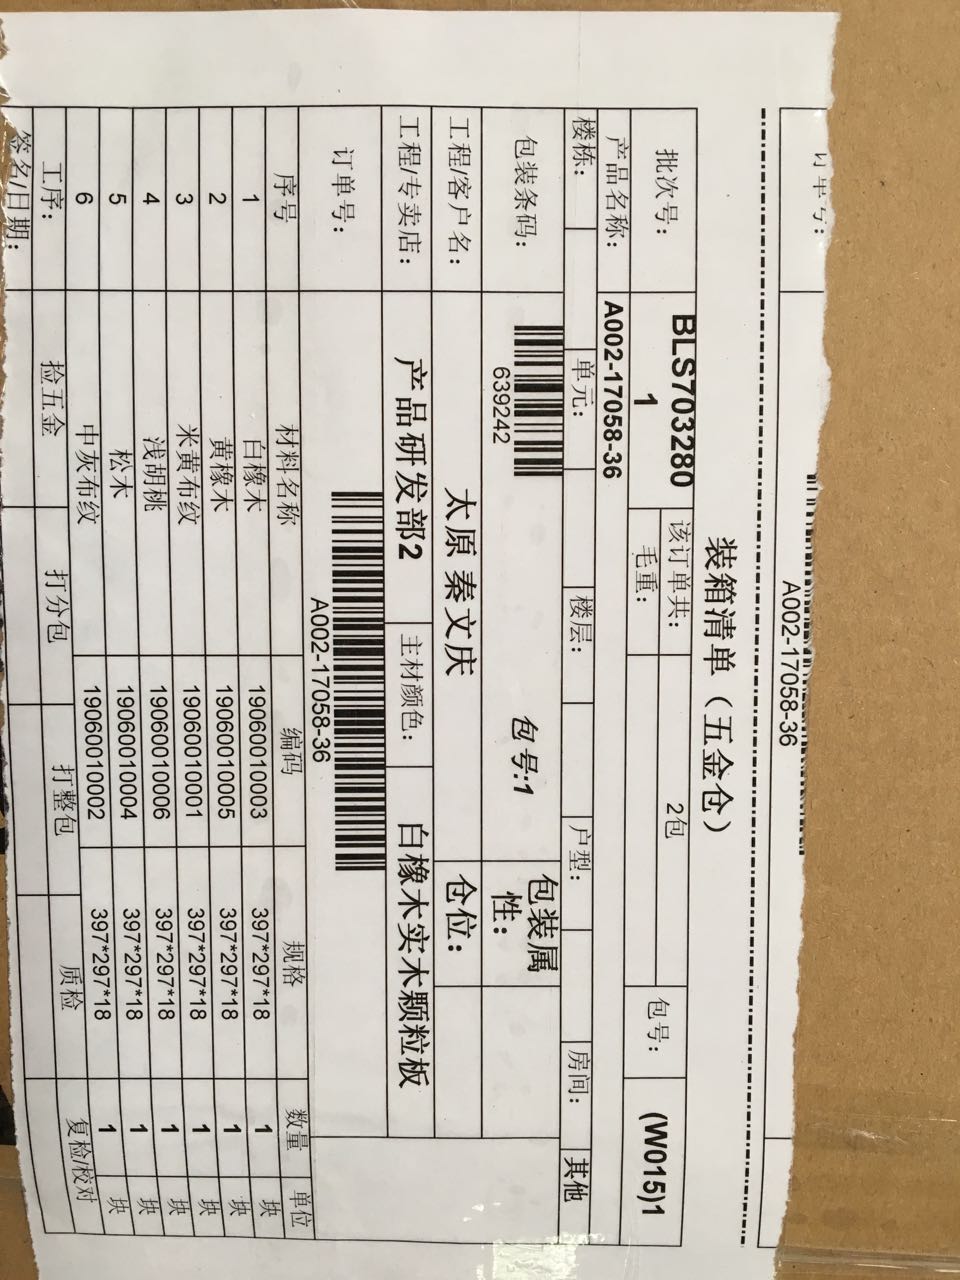 订单号：
A002-17058-36
装箱清单（五金仓）
批次号： BLS7032801 该订单共： 2包 包号： (W015)1
毛重：
产品名称： A002-17058-36
楼栋： 单元： 楼层： 户型： 房间： 其他
包装条码： 639242 包号:1 包装属性：
工程/客户名： 太原 秦文庆 仓位：
工程/专卖店： 产品研发部2 主材颜色： 白橡木实木颗粒板
订单号： A002-17058-36
序号 材料名称 编码 规格 数量 单位
1 白橡木 19060010003 397*297*18 1 块
2 黄橡木 19060010005 397*297*18 1 块
3 米黄布纹 19060010001 397*297*18 1 块
4 浅胡桃 19060010006 397*297*18 1 块
5 松木 19060010004 397*297*18 1 块
6 中灰布纹 19060010002 397*297*18 1 块
工序： 捡五金 打分包 打整包 质检 复检/校对
签名/日期：